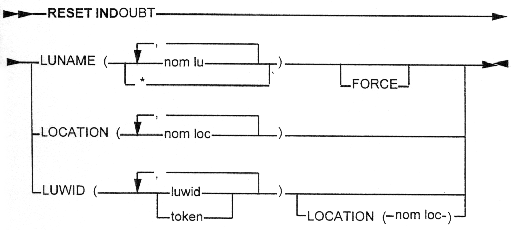 RESET INDOUBT
,
LUNAME ( nom lu )
*
FORCE
,
LOCATION ( nom loc )
,
LUWID ( luwid )
token
LOCATION (nom loc)